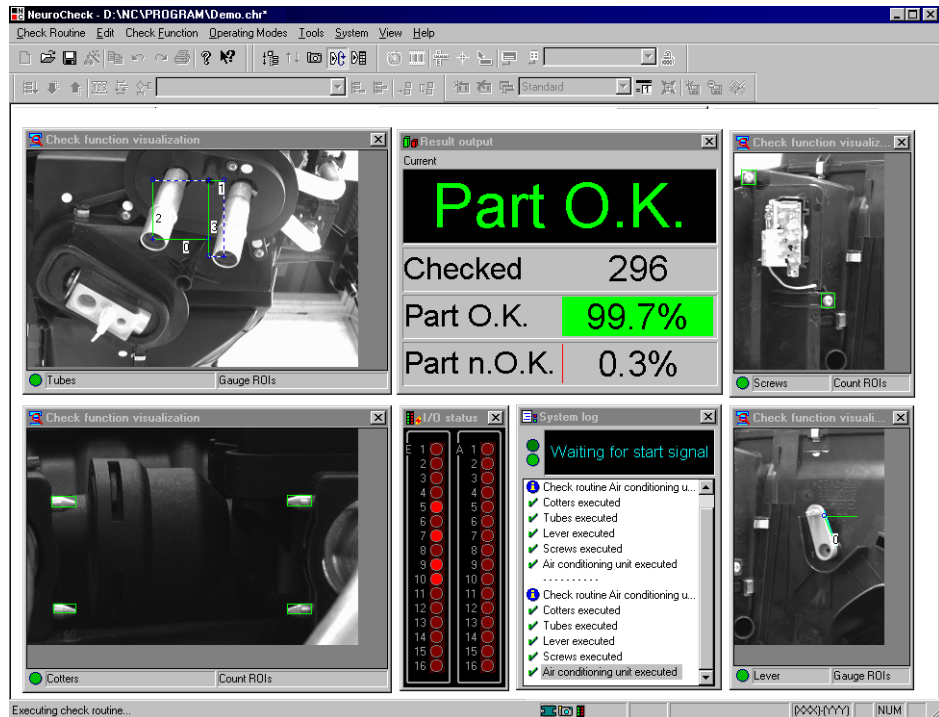 NeuroCheck - D:\NC\PROGRAM\Demo.chr*
Check Routine Edit Check Function Operating Modes Tools System View Help
Standard
Check function visualization
1
2
3
0
Tubes Gauge ROIs
Result output
Current
Part O.K.
Checked 296
Part O.K. 99.7%
Part n.O.K. 0.3%
Check function visualiz...
Screws Count ROIs
Check function visualization
Cotters Count ROIs
I/O status
E 1 A 1
2 2
3 3
4 4
5 5
6 6
7 7
8 8
9 9
10 10
11 11
12 12
13 13
14 14
15 15
16 16
System log
Waiting for start signal
Check routine Air conditioning u...
Cotters executed
Tubes executed
Lever executed
Screws executed
Air conditioning unit executed
- - - - - - - - - -
Check routine Air conditioning u...
Cotters executed
Tubes executed
Lever executed
Screws executed
Air conditioning unit executed
Check function visuali...
0
Lever Gauge ROIs
Executing check routine... (XXX)-(YYY) NUM